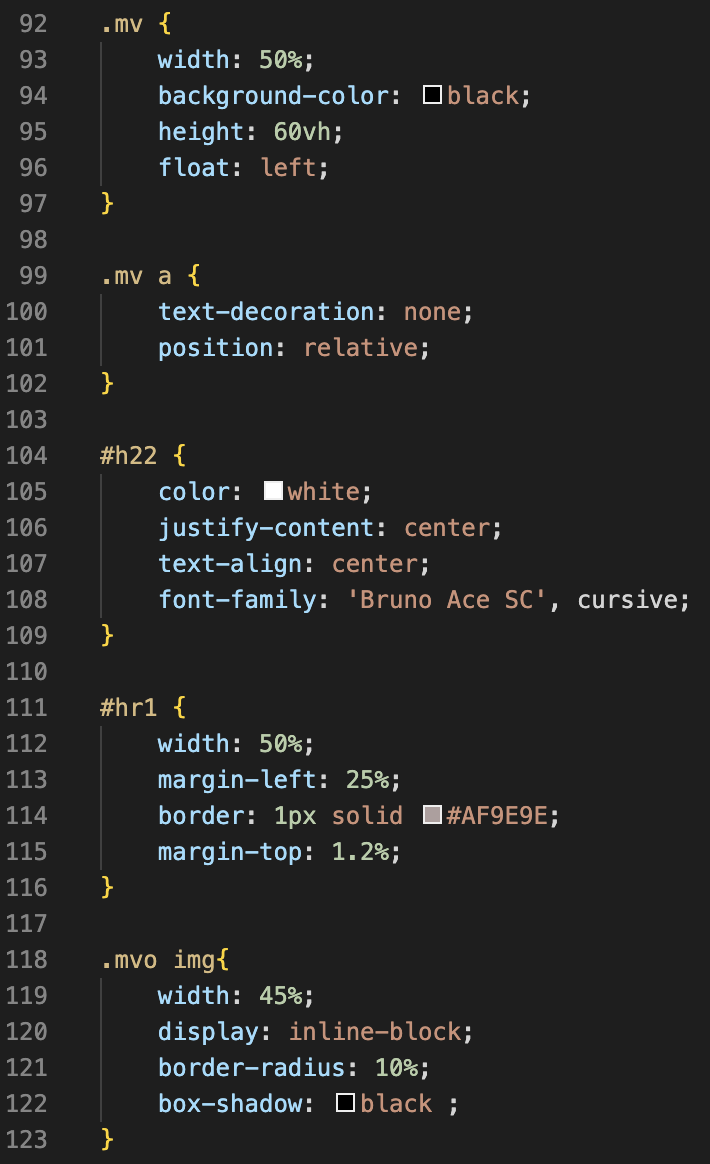 92 .mv {
93 width: 50%;
94 background-color: black;
95 height: 60vh;
96 float: left;
97 }
98
99 .mv a {
100 text-decoration: none;
101 position: relative;
102 }
103
104 #h22 {
105 color: white;
106 justify-content: center;
107 text-align: center;
108 font-family: 'Bruno Ace SC', cursive;
109 }
110
111 #hr1 {
112 width: 50%;
113 margin-left: 25%;
114 border: 1px solid #AF9E9E;
115 margin-top: 1.2%;
116 }
117
118 .mvo img{
119 width: 45%;
120 display: inline-block;
121 border-radius: 10%;
122 box-shadow: black ;
123 }